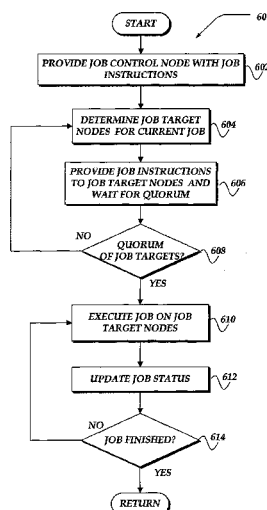 START
60
PROVIDE JOB CONTROL NODE WITH JOB
INSTRUCTIONS
602
DETERMINE JOB TARGET
NODES FOR CURRENT JOB
604
PROVIDE JOB INSTRUCTIONS
TO JOB TARGET NODES AND
WAIT FOR QUORUM
606
NO
QUORUM
OF JOB TARGETS?
608
YES
EXECUTE JOB ON JOB
TARGET NODES
610
UPDATE JOB STATUS
612
NO
JOB FINISHED?
614
YES
RETURN